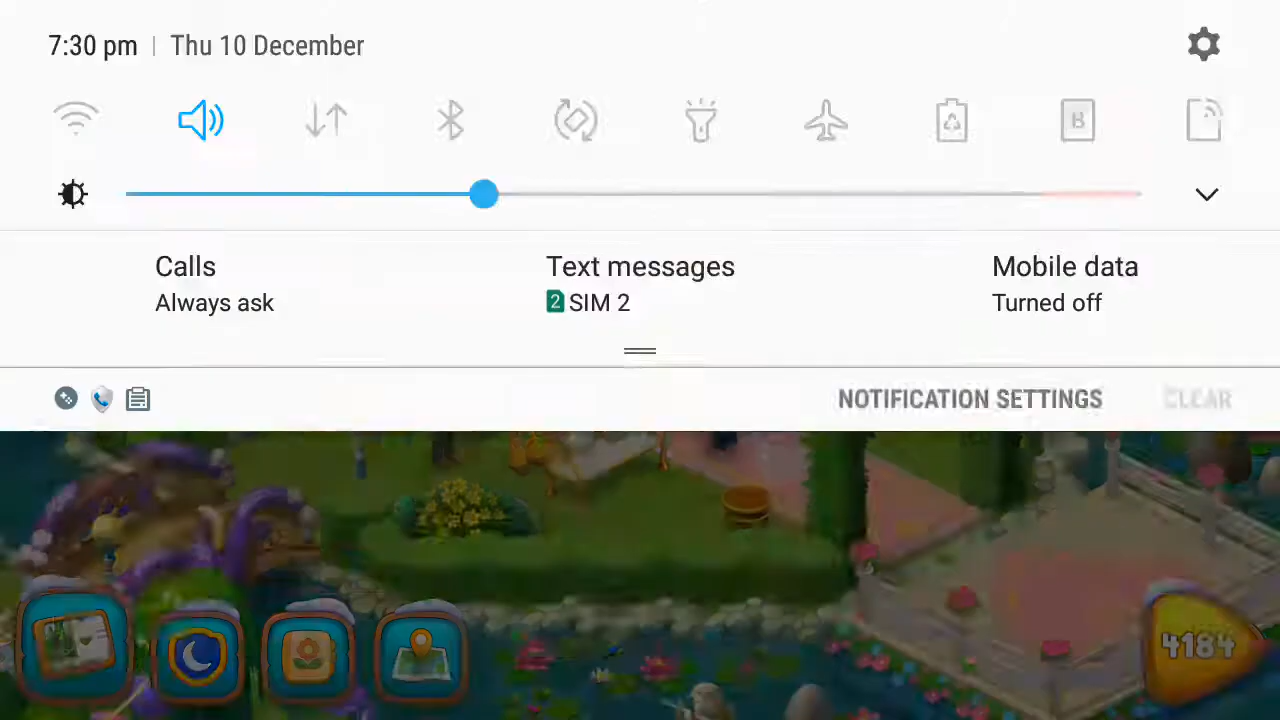 7:30 pm | Thu 10 December
B
Calls
Text messages
Mobile data
Always ask
2 SIM 2
Turned off
NOTIFICATION SETTINGS
CLEAR
4184